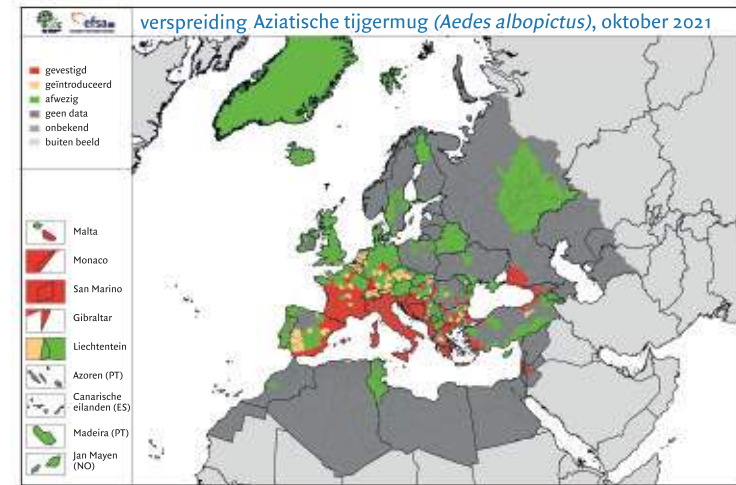 efsa
verspreiding Aziatische tijgermug (Aedes albopictus), oktober 2021
gevestigd
geïntroduceerd
afwezig
geen data
onbekend
buiten beeld
Malta
Monaco
San Marino
Gibraltar
Liechtentein
Azoren (PT)
Canarische
eilanden (ES)
Madeira (PT)
Jan Mayen
(NO)